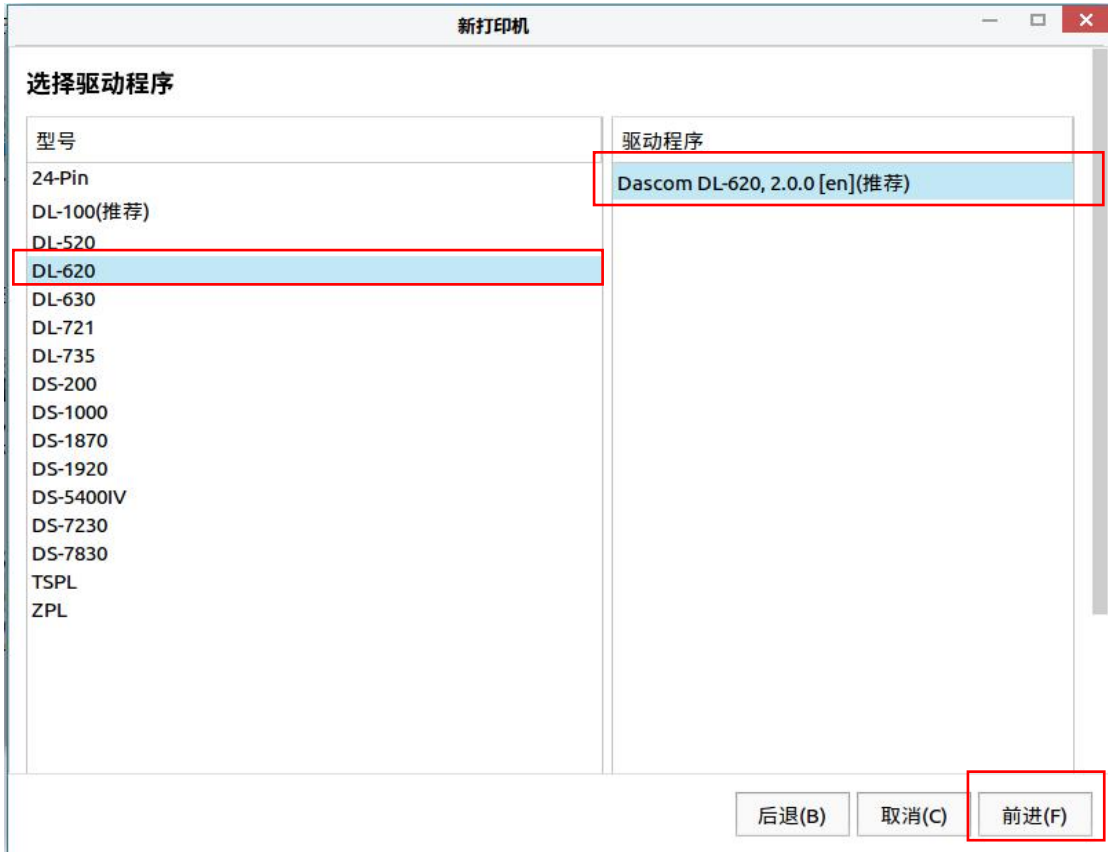 新打印机
选择驱动程序
型号
24-Pin
DL-100(推荐)
DL-520
DL-620
DL-630
DL-721
DL-735
DS-200
DS-1000
DS-1870
DS-1920
DS-5400IV
DS-7230
DS-7830
TSPL
ZPL
驱动程序
Dascom DL-620, 2.0.0 [en](推荐)
后退(B)
取消(C)
前进(F)